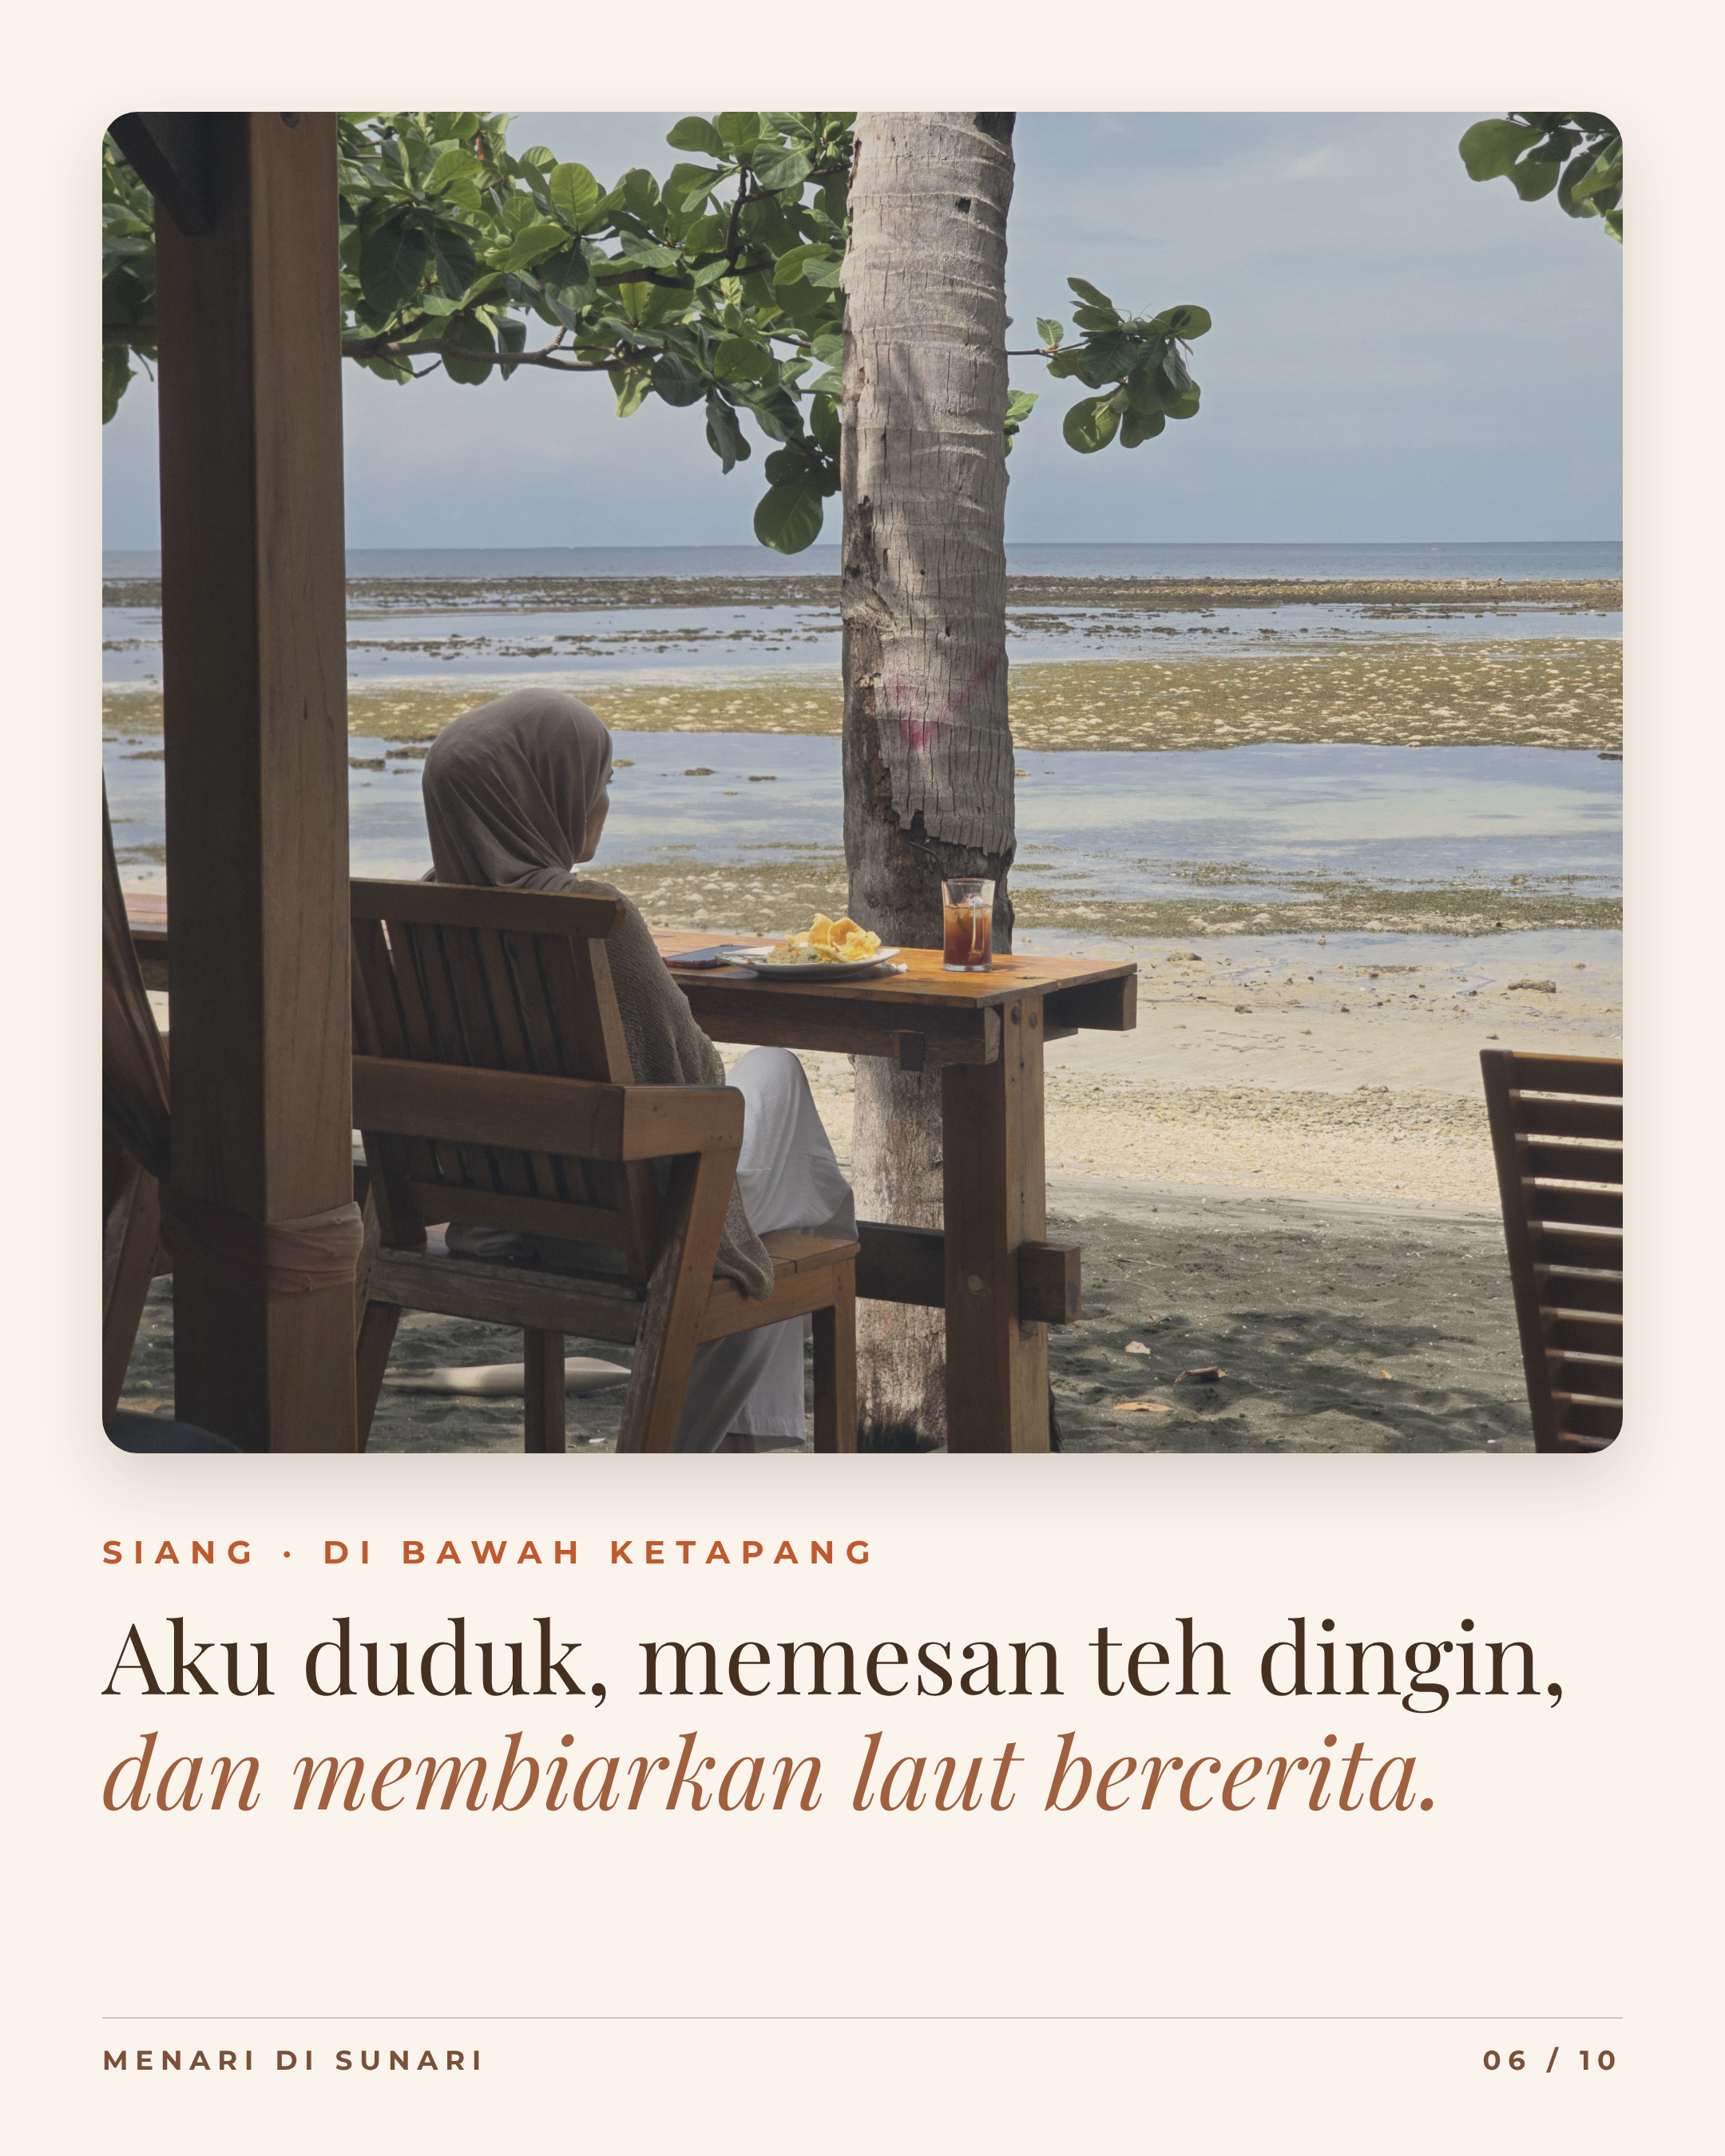 SIANG · DI BAWAH KETAPANG
Aku duduk, memesan teh dingin,
dan membiarkan laut bercerita.
MENARI DI SUNARI
06 / 10